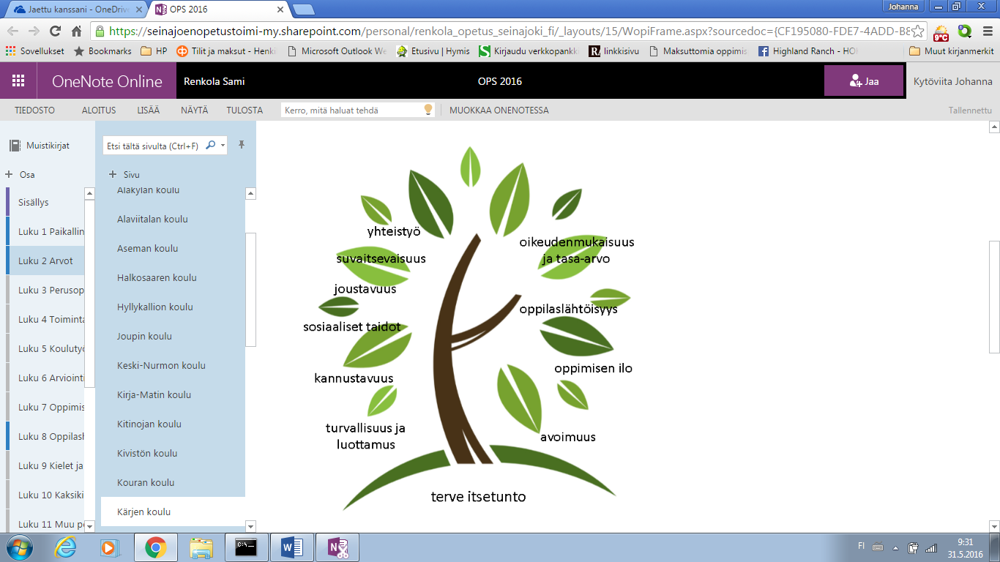 Jaettu kanssani - OneDriv
OPS 2016
Johanna
https://seinajoenopetustoimi-my.sharepoint.com/personal/renkola_opetus_seinajoki_fi/_layouts/15/WopiFrame.aspx?sourcedoc={CF195080-FDE7-4ADD-B8
9°C
Sovellukset
Bookmarks
HP
Tilit ja maksut - Henki
Microsoft Outlook We
Etusivu | Hymis
Kirjaudu verkkopankk
linkkisivu
Maksuttomia oppimis
Highland Ranch - HO
Muut kirjanmerkit
OneNote Online
Renkola Sami
OPS 2016
Jaa
Kytöviita Johanna
TIEDOSTO
ALOITUS
LISÄÄ
NÄYTÄ
TULOSTA
Kerro, mitä haluat tehdä
MUOKKAA ONENOTESSA
Tallennettu
Muistikirjat
Osa
Sisällys
Luku 1 Paikallin
Luku 2 Arvot
Luku 3 Perusop
Luku 4 Toiminta
Luku 5 Koulutyö
Luku 6 Arviointi
Luku 7 Oppimis
Luku 8 Oppilash
Luku 9 Kielet ja
Luku 10 Kaksiki
Luku 11 Muu pe
Etsi tältä sivulta (Ctrl+F)
Sivu
Alakylän koulu
Alaviitalan koulu
Aseman koulu
Halkosaaren koulu
Hyllykallion koulu
Joupin koulu
Keski-Nurmon koulu
Kirja-Matin koulu
Kitinojan koulu
Kivistön koulu
Kouran koulu
Kärjen koulu
yhteistyö
suvaitsevaisuus
joustavuus
sosiaaliset taidot
kannustavuus
turvallisuus ja
luottamus
oikeudenmukaisuus
ja tasa-arvo
oppilaslähtöisyys
oppimisen ilo
avoimuus
terve itsetunto
C:\
FI
9:31
31.5.2016